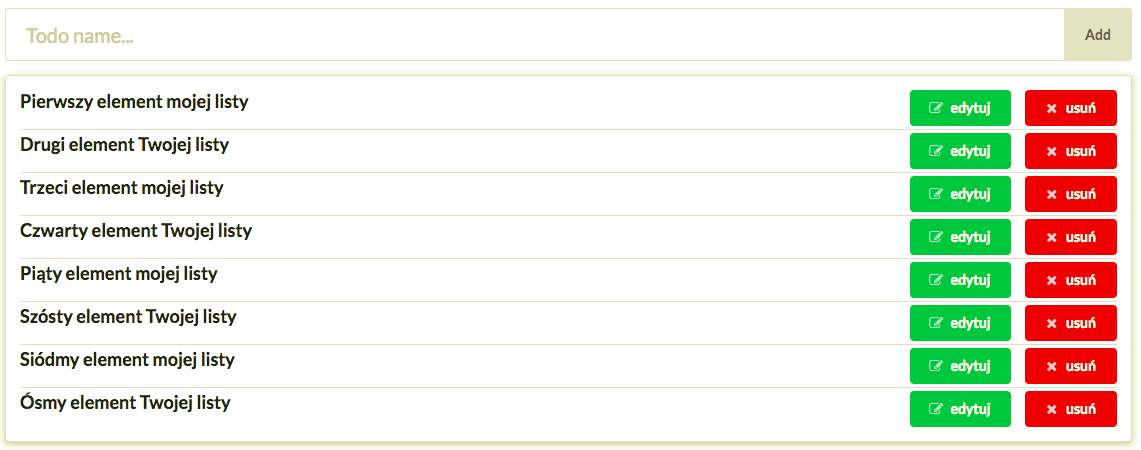 Todo name... Add
Pierwszy element mojej listy edytuj usuń
Drugi element Twojej listy edytuj usuń
Trzeci element mojej listy edytuj usuń
Czwarty element Twojej listy edytuj usuń
Piąty element mojej listy edytuj usuń
Szósty element Twojej listy edytuj usuń
Siódmy element mojej listy edytuj usuń
Ósmy element Twojej listy edytuj usuń